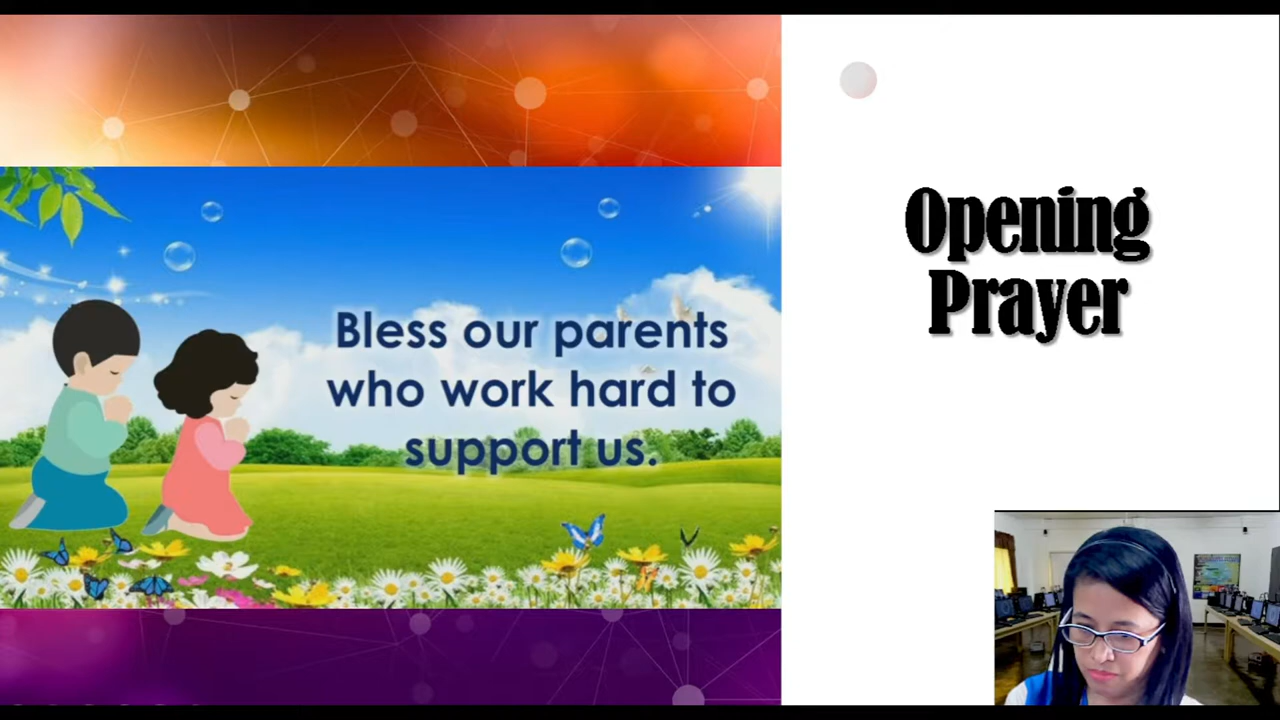 Bless our parents
who work hard to
support us.
Opening
Prayer